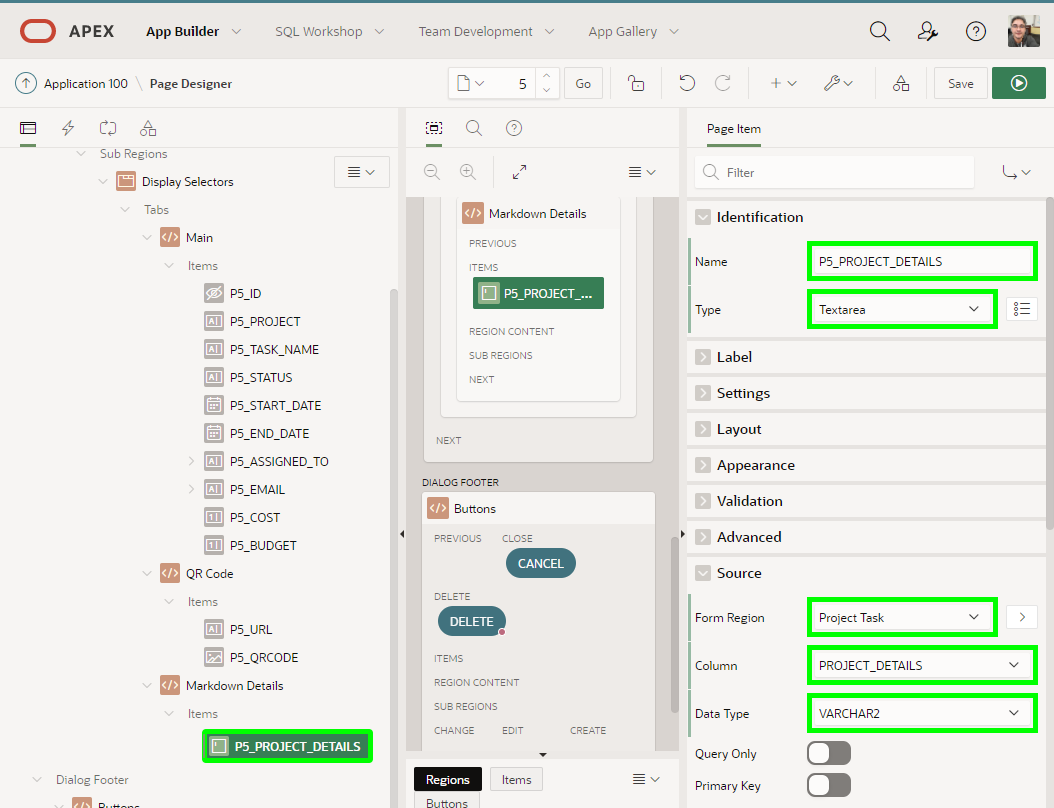 APEX App Builder SQL Workshop Team Development App Gallery
Application 100 \ Page Designer 5 Go Save
Sub Regions
Display Selectors
Tabs
Main
Items
P5_ID
P5_PROJECT
P5_TASK_NAME
P5_STATUS
P5_START_DATE
P5_END_DATE
P5_ASSIGNED_TO
P5_EMAIL
P5_COST
P5_BUDGET
QR Code
Items
P5_URL
P5_QRCODE
Markdown Details
Items
P5_PROJECT_DETAILS
Dialog Footer
Buttons
Markdown Details
PREVIOUS
ITEMS
P5_PROJECT_...
REGION CONTENT
SUB REGIONS
NEXT
NEXT
DIALOG FOOTER
Buttons
PREVIOUS CLOSE
CANCEL
DELETE
DELETE
ITEMS
REGION CONTENT
SUB REGIONS
CHANGE EDIT CREATE
Regions Items
Buttons
Page Item
Filter
Identification
Name P5_PROJECT_DETAILS
Type Textarea
Label
Settings
Layout
Appearance
Validation
Advanced
Source
Form Region Project Task
Column PROJECT_DETAILS
Data Type VARCHAR2
Query Only
Primary Key